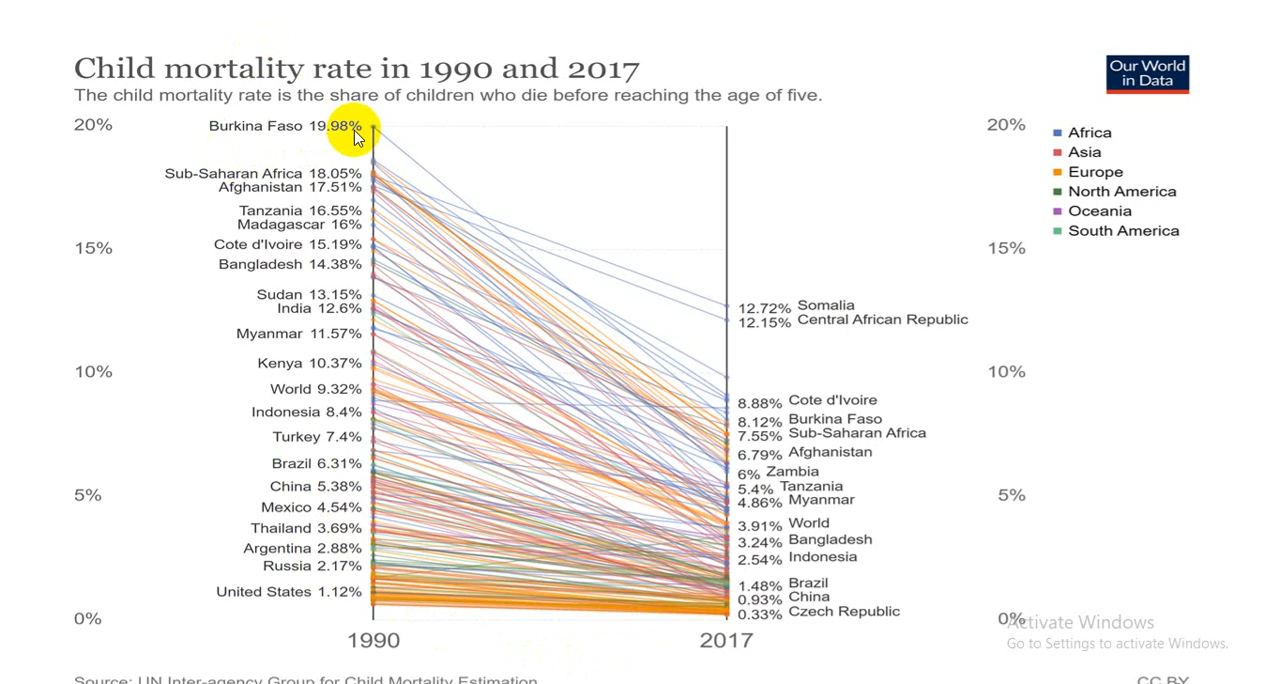 Child mortality rate in 1990 and 2017
The child mortality rate is the share of children who die before reaching the age of five.
Our World
in Data
20%
15%
10%
5%
0%
Burkina Faso 19.98%
Sub-Saharan Africa 18.05%
Afghanistan 17.51%
Tanzania 16.55%
Madagascar 16%
Cote d'Ivoire 15.19%
Bangladesh 14.38%
Sudan 13.15%
India 12.6%
Myanmar 11.57%
Kenya 10.37%
World 9.32%
Indonesia 8.4%
Turkey 7.4%
Brazil 6.31%
China 5.38%
Mexico 4.54%
Thailand 3.69%
Argentina 2.88%
Russia 2.17%
United States 1.12%
1990
2017
12.72% Somalia
12.15% Central African Republic
8.88% Cote d'Ivoire
8.12% Burkina Faso
7.55% Sub-Saharan Africa
6.79% Afghanistan
6% Zambia
5.4% Tanzania
4.86% Myanmar
3.91% World
3.24% Bangladesh
2.54% Indonesia
1.48% Brazil
0.93% China
0.33% Czech Republic
20%
15%
10%
5%
0%
Africa
Asia
Europe
North America
Oceania
South America
Activate Windows
Go to Settings to activate Windows.
Source: UN Inter-agency Group for Child Mortality Estimation
CC BY